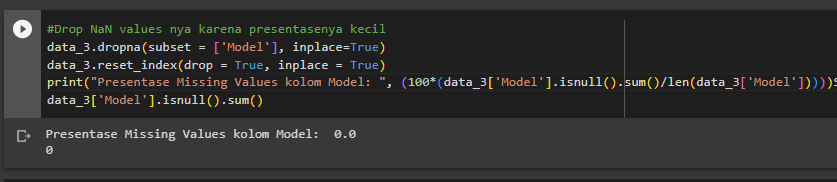 #Drop NaN values nya karena presentasenya kecil
data_3.dropna(subset = ['Model'], inplace=True)
data_3.reset_index(drop = True, inplace = True)
print("Presentase Missing Values kolom Model: ", (100*(data_3['Model'].isnull().sum()/len(data_3['Model']))))
data_3['Model'].isnull().sum()
Presentase Missing Values kolom Model:  0.0
0